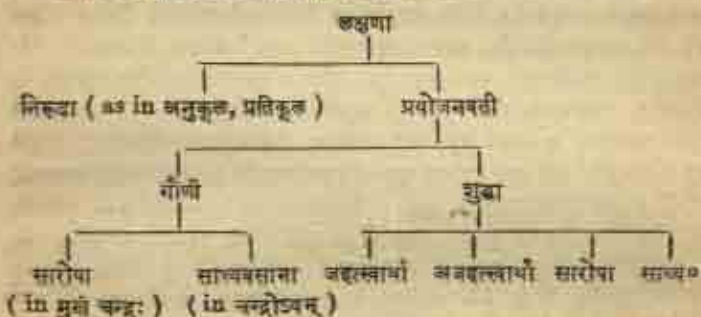 लक्षणा
निरूढा ( as in अनुकूल, प्रतिकूल ) प्रयोजनवती
गौणी शुद्धा
सारोपा साध्यवसाना जहत्स्वार्था अजहत्स्वार्था सारोपा साध्य०
( in मुखं चन्द्रः ) ( in चन्द्रोऽयम् )